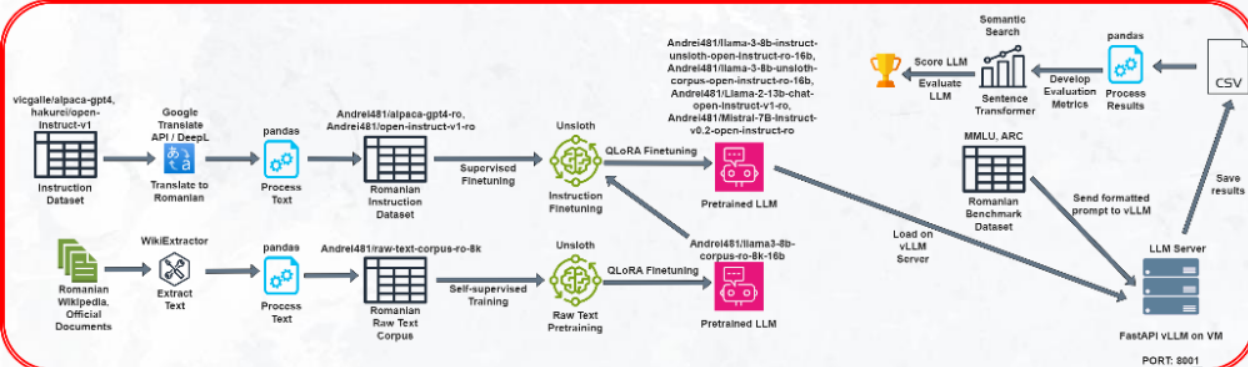 vicgalle/alpaca-gpt4,
hakurei/open-
instruct-v1
Instruction
Dataset
Google
Translate
API / DeepL
Translate to
Romanian
pandas
Process
Text
Andrei481/alpaca-gpt4-ro,
Andrei481/open-instruct-v1-ro
Romanian
Instruction
Dataset
Supervised
Finetuning
Unsloth
Instruction
Finetuning
QLoRA Finetuning
Andrei481/llama-3-8b-instruct-
unsloth-open-instruct-ro-16b,
Andrei481/llama-3-8b-unsloth-
corpus-open-instruct-ro-16b,
Andrei481/Llama-2-13b-chat-
open-instruct-v1-ro,
Andrei481/Mistral-7B-Instruct-
v0.2-open-instruct-ro
Pretrained LLM
Romanian
Wikipedia,
Official
Documents
WikiExtractor
Extract
Text
pandas
Process
Text
Andrei481/raw-text-corpus-ro-8k
Romanian
Raw Text
Corpus
Self-supervised
Training
Unsloth
Raw Text
Pretraining
QLoRA Finetuning
Andrei481/llama3-8b-
corpus-ro-8k-16b
Pretrained LLM
Load on
vLLM
Server
MMLU, ARC
Romanian
Benchmark
Dataset
Send formatted
prompt to vLLM
LLM Server
FastAPI vLLM on VM
PORT: 8001
Save
results
CSV
pandas
Process
Results
Develop
Evaluation
Metrics
Semantic
Search
Sentence
Transformer
Score LLM
Evaluate
LLM